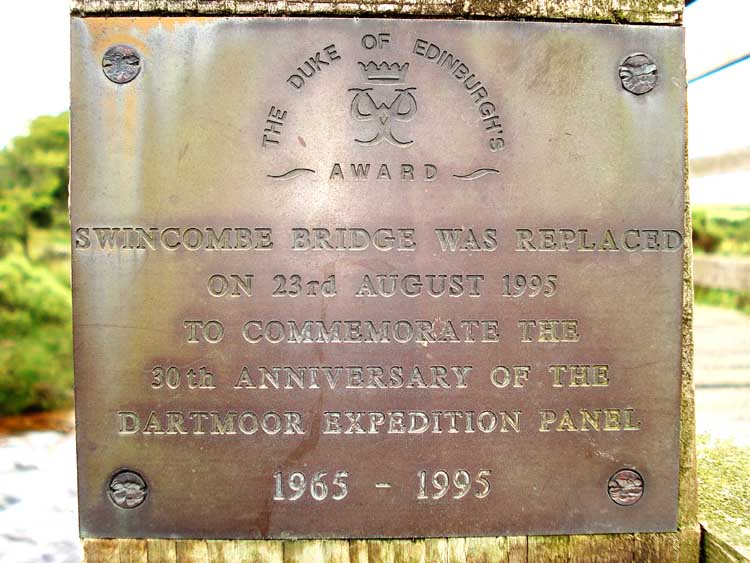 THE DUKE OF EDINBURGH'S
AWARD
SWINCOMBE BRIDGE WAS REPLACED
ON 23rd AUGUST 1995
TO COMMEMORATE THE
30th ANNIVERSARY OF THE
DARTMOOR EXPEDITION PANEL
1965 - 1995